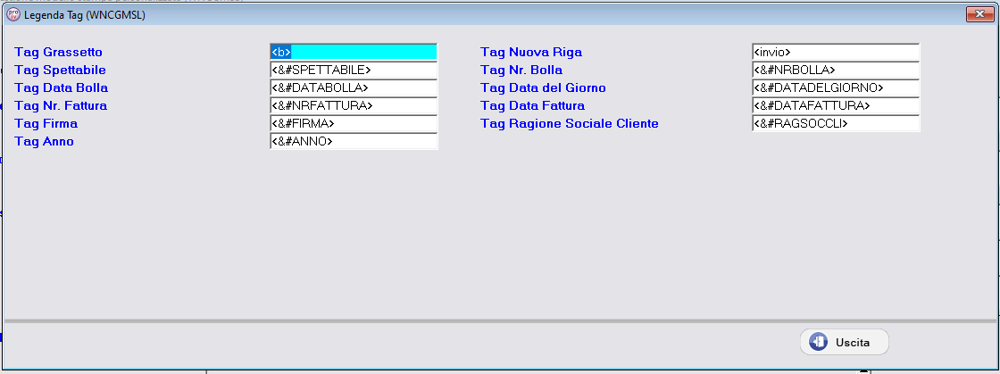 Legenda Tag (WNCGMSL)
Tag Grassetto <b> Tag Nuova Riga <invio>
Tag Spettabile <&#SPETTABILE> Tag Nr. Bolla <&#NRBOLLA>
Tag Data Bolla <&#DATABOLLA> Tag Data del Giorno <&#DATADELGIORNO>
Tag Nr. Fattura <&#NRFATTURA> Tag Data Fattura <&#DATAFATTURA>
Tag Firma <&#FIRMA> Tag Ragione Sociale Cliente <&#RAGSOCCLI>
Tag Anno <&#ANNO>
Uscita